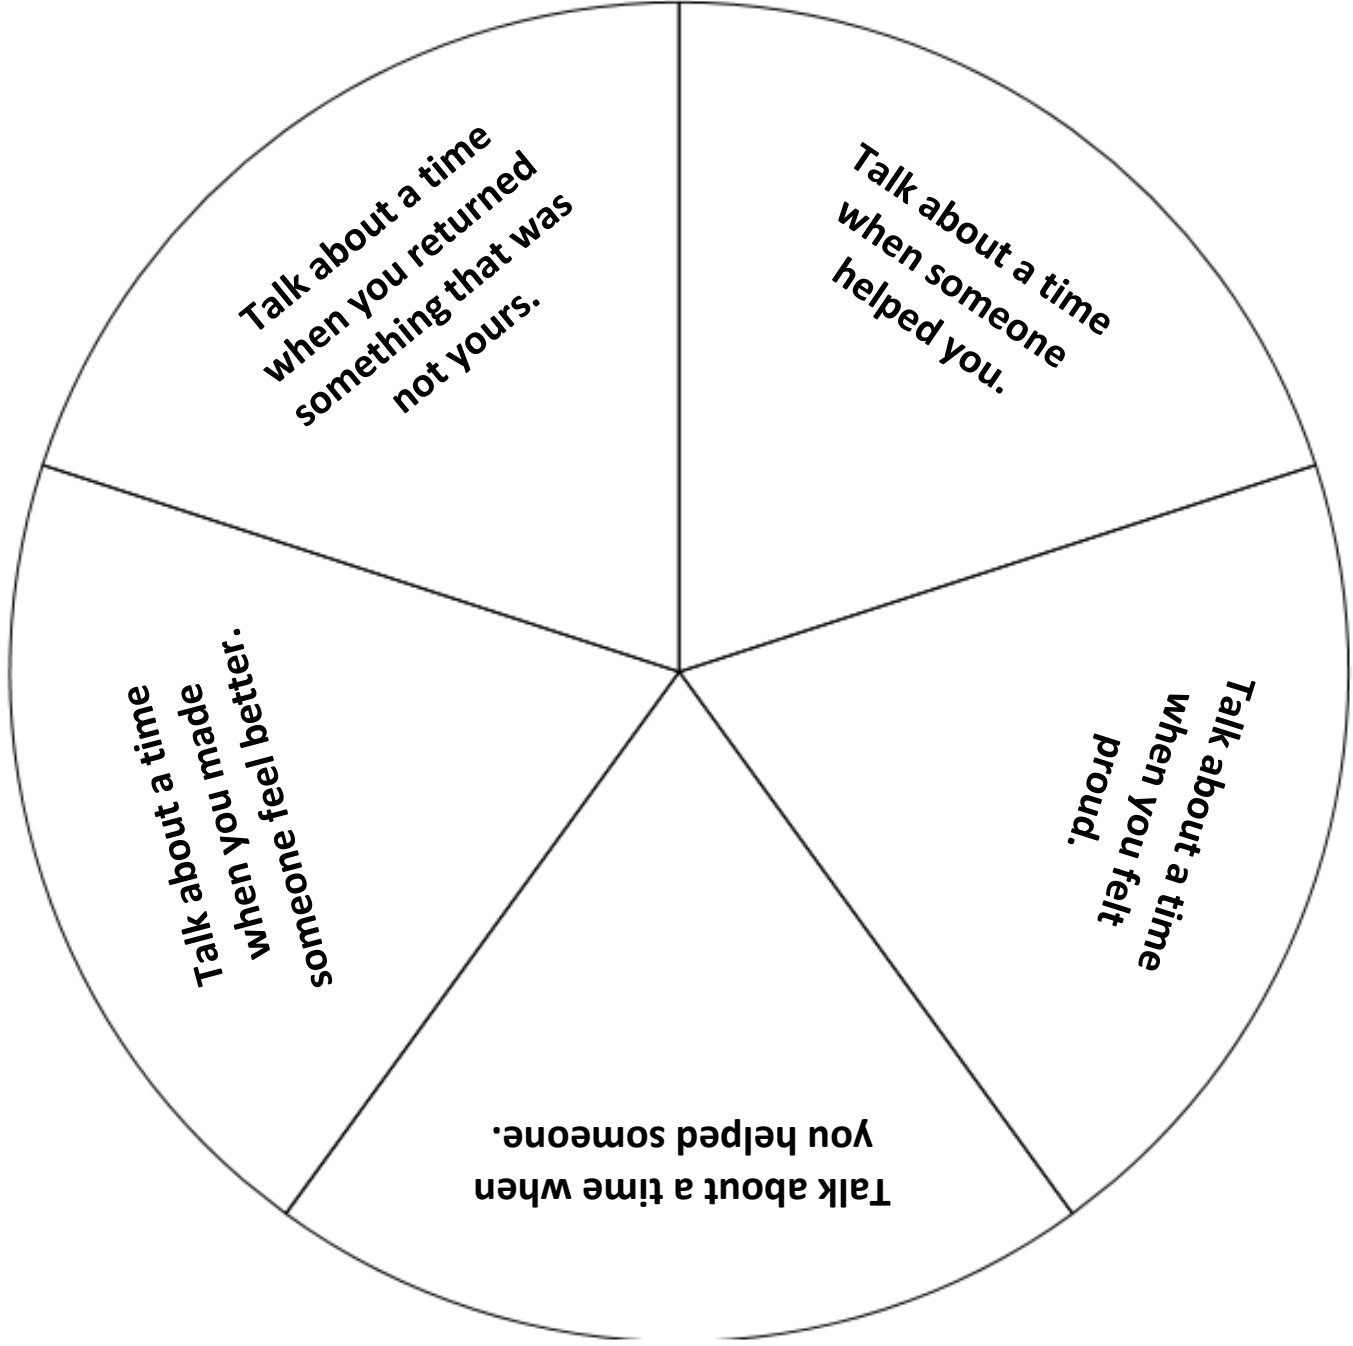 Talk about a time
when you returned
something that was
not yours.
Talk about a time
when someone
helped you.
Talk about a time
when you felt
proud.
Talk about a time when
you helped someone.
Talk about a time
when you made
someone feel better.